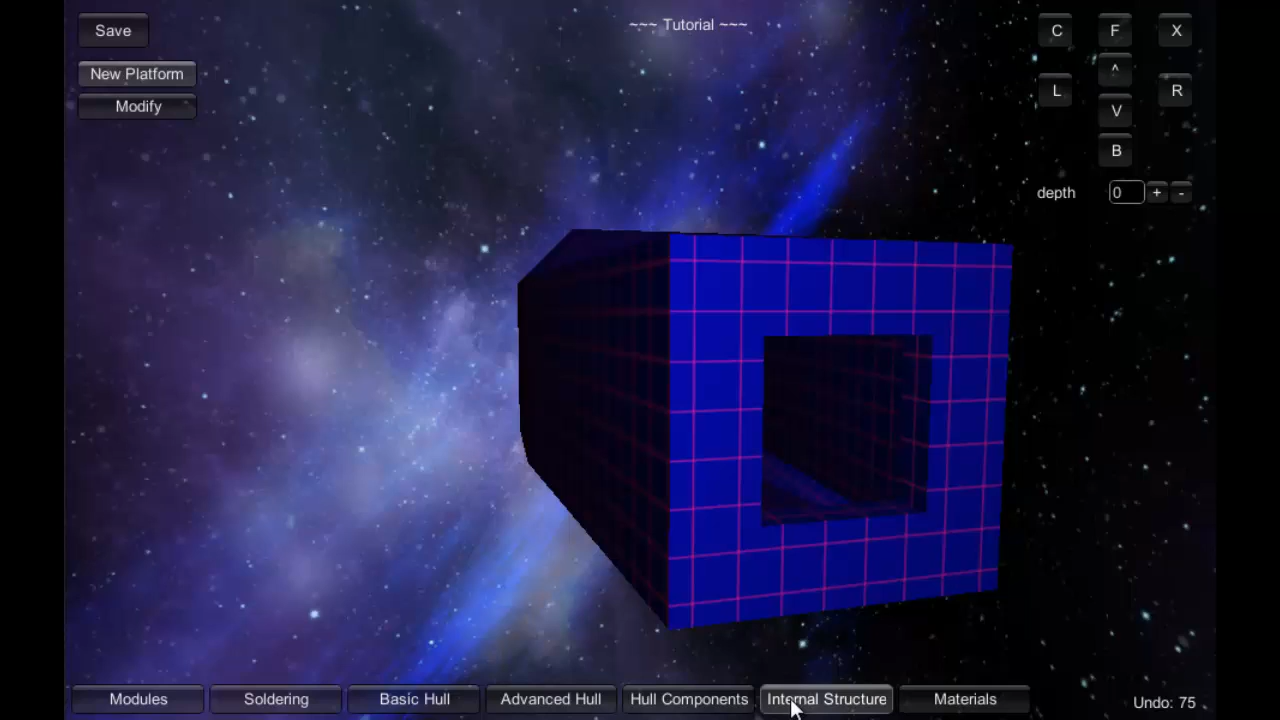 Save
~~~ Tutorial ~~~
C F X
New Platform
^
Modify
L R
V
B
depth 0 + -
Modules Soldering Basic Hull Advanced Hull Hull Components Internal Structure Materials
Undo: 75